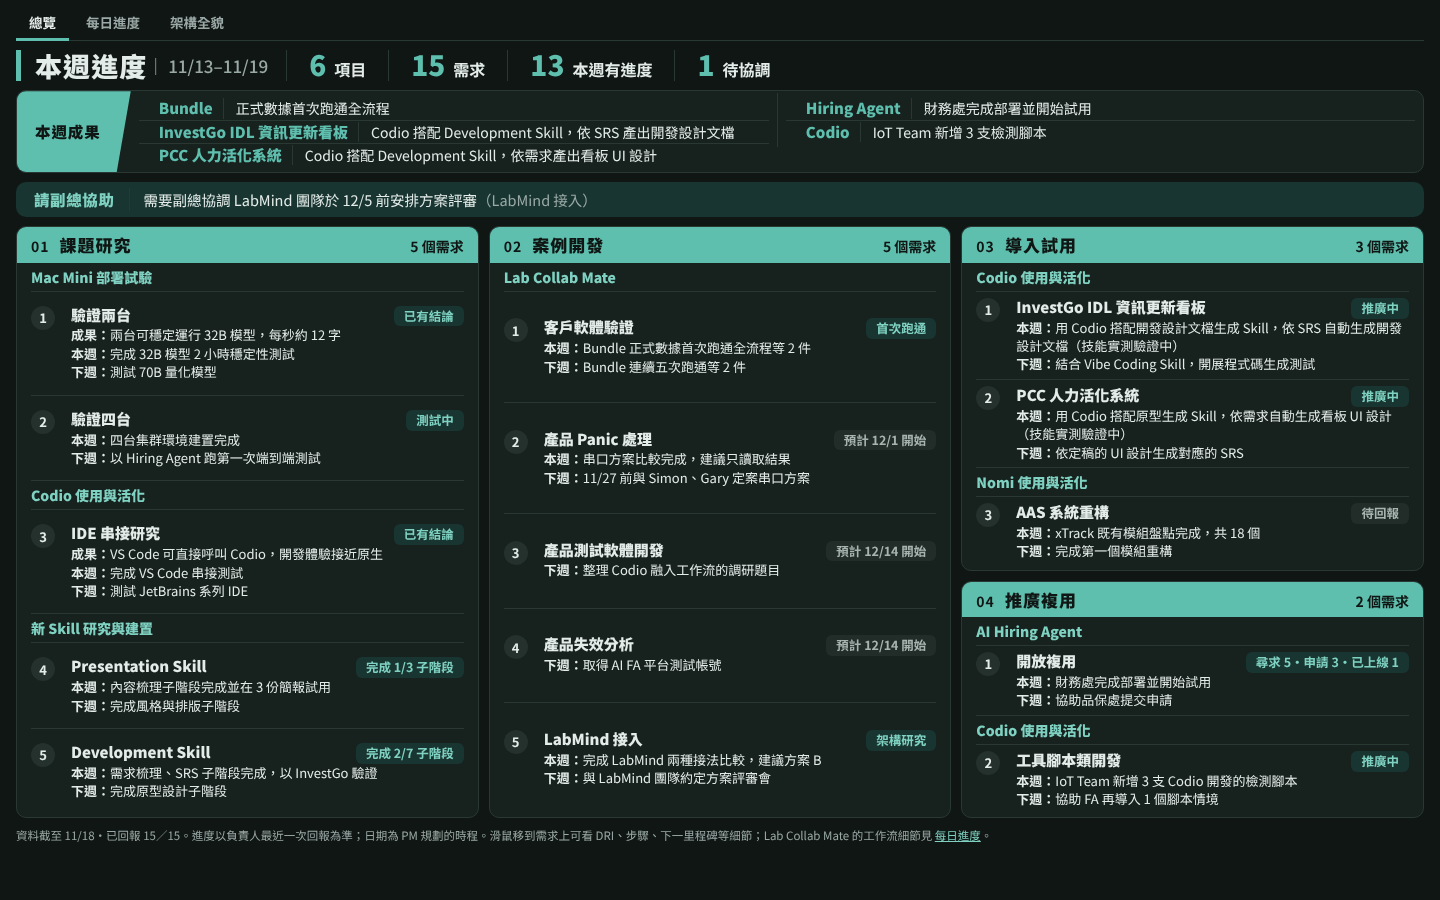 總覽 每日進度 架構全貌
本週進度 | 11/13–11/19 6 項目 15 需求 13 本週有進度 1 待協調
本週成果
Bundle 正式數據首次跑通全流程
InvestGo IDL 資訊更新看板 Codio 搭配 Development Skill，依 SRS 產出開發設計文檔
PCC 人力活化系統 Codio 搭配 Development Skill，依需求產出看板 UI 設計
Hiring Agent 財務處完成部署並開始試用
Codio IoT Team 新增 3 支檢測腳本
請副總協助 需要副總協調 LabMind 團隊於 12/5 前安排方案評審（LabMind 接入）
01 課題研究 5 個需求
Mac Mini 部署試驗
1 驗證兩台 已有結論
成果：兩台可穩定運行 32B 模型，每秒約 12 字
本週：完成 32B 模型 2 小時穩定性測試
下週：測試 70B 量化模型
2 驗證四台 測試中
本週：四台集群環境建置完成
下週：以 Hiring Agent 跑第一次端到端測試
Codio 使用與活化
3 IDE 串接研究 已有結論
成果：VS Code 可直接呼叫 Codio，開發體驗接近原生
本週：完成 VS Code 串接測試
下週：測試 JetBrains 系列 IDE
新 Skill 研究與建置
4 Presentation Skill 完成 1/3 子階段
本週：內容梳理子階段完成並在 3 份簡報試用
下週：完成風格與排版子階段
5 Development Skill 完成 2/7 子階段
本週：需求梳理、SRS 子階段完成，以 InvestGo 驗證
下週：完成原型設計子階段
02 案例開發 5 個需求
Lab Collab Mate
1 客戶軟體驗證 首次跑通
本週：Bundle 正式數據首次跑通全流程等 2 件
下週：Bundle 連續五次跑通等 2 件
2 產品 Panic 處理 預計 12/1 開始
本週：串口方案比較完成，建議只讀取結果
下週：11/27 前與 Simon、Gary 定案串口方案
3 產品測試軟體開發 預計 12/14 開始
下週：整理 Codio 融入工作流的調研題目
4 產品失效分析 預計 12/14 開始
下週：取得 AI FA 平台測試帳號
5 LabMind 接入 架構研究
本週：完成 LabMind 兩種接法比較，建議方案 B
下週：與 LabMind 團隊約定方案評審會
03 導入試用 3 個需求
Codio 使用與活化
1 InvestGo IDL 資訊更新看板 推廣中
本週：用 Codio 搭配開發設計文檔生成 Skill，依 SRS 自動生成開發
設計文檔（技能實測驗證中）
下週：結合 Vibe Coding Skill，開展程式碼生成測試
2 PCC 人力活化系統 推廣中
本週：用 Codio 搭配原型生成 Skill，依需求自動生成看板 UI 設計
（技能實測驗證中）
下週：依定稿的 UI 設計生成對應的 SRS
Nomi 使用與活化
3 AAS 系統重構 待回報
本週：xTrack 既有模組盤點完成，共 18 個
下週：完成第一個模組重構
04 推廣複用 2 個需求
AI Hiring Agent
1 開放複用 尋求 5・申請 3・已上線 1
本週：財務處完成部署並開始試用
下週：協助品保處提交申請
Codio 使用與活化
2 工具腳本類開發 推廣中
本週：IoT Team 新增 3 支 Codio 開發的檢測腳本
下週：協助 FA 再導入 1 個腳本情境
資料截至 11/18・已回報 15／15。進度以負責人最近一次回報為準；日期為 PM 規劃的時程。滑鼠移到需求上可看 DRI、步驟、下一里程碑等細節；Lab Collab Mate 的工作流細節見 每日進度。